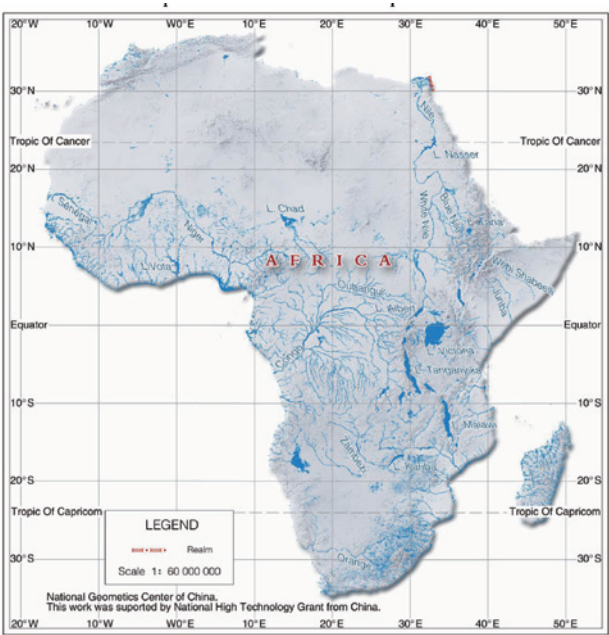 20°W 10°W W0°E 10°E 20°E 30°E 40°E 50°E
30°N 30°N
Nile
Tropic Of Cancer Tropic Of Cancer
L. Nasser
20°N 20°N
Senegal L. Chad White Nile Blue Nile
Niger
10°N 10°N
AFRICA
L.Vota Webi Shabeelle
Juba
Oubangui
Albert
Equator Equator
Congo L. Victoria
L. Tanganyika
10°S 10°S
Malawi
Zambezi
L. Kariba
20°S 20°S
Tropic Of Capricorn Tropic Of Capricorn
LEGEND
Realm
30°S 30°S
Scale 1: 60 000 000
Orange
National Geometics Center of China.
This work was suported by National High Technology Grant from China.
20°W 10°W W0°E 10°E 20°E 30°E 40°E 50°E